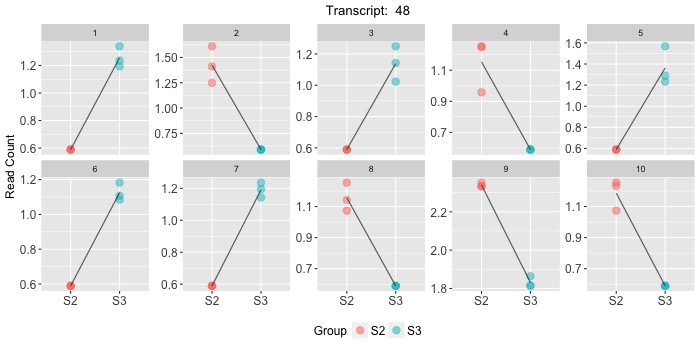 Transcript: 48
1 2 3 4 5
1.2 1.0 0.8 0.6
1.50 1.25 1.00 0.75
1.2 1.0 0.8 0.6
1.1 0.9 0.7
1.6 1.4 1.2 1.0 0.8 0.6
Read Count
6 7 8 9 10
1.2 1.0 0.8 0.6
1.2 1.0 0.8 0.6
1.1 0.9 0.7
2.2 2.0 1.8
1.1 0.9 0.7
S2 S3 S2 S3 S2 S3 S2 S3 S2 S3
Group S2 S3